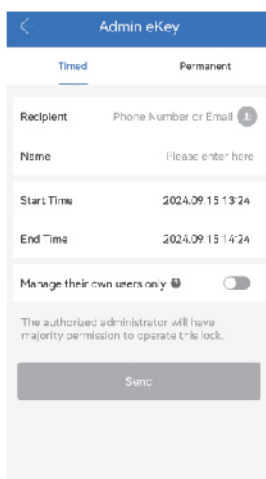 Admin eKey
Timed Permanent
Recipient Phone Number or Email
Name Please enter here
Start Time 2024.09.15 13:24
End Time 2024.09.15 14:24
Manage their own users only
The authorized administrator will have
majority permission to operate this lock.
Send